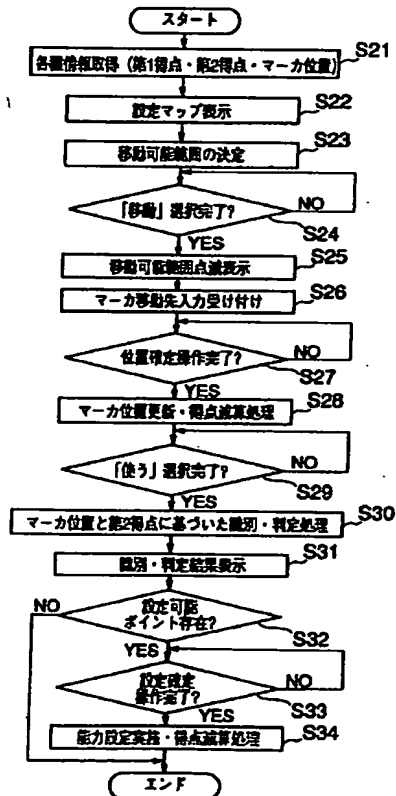 スタート
各種情報取得(第1得点・第2得点・マーカ位置)
S21
設定マップ表示
S22
移動可能範囲の決定
S23
「移動」選択完了?
NO
S24
YES
移動可能範囲点滅表示
S25
マーカ移動先入力受け付け
S26
位置確定操作完了?
NO
S27
YES
マーカ位置更新・得点減算処理
S28
「使う」選択完了?
NO
S29
YES
マーカ位置と第2得点に基づいた識別・判定処理
S30
識別・判定結果表示
S31
NO
設定可能
ポイント存在?
S32
YES
設定確定
操作完了?
NO
S33
YES
能力設定実施・得点減算処理
S34
エンド